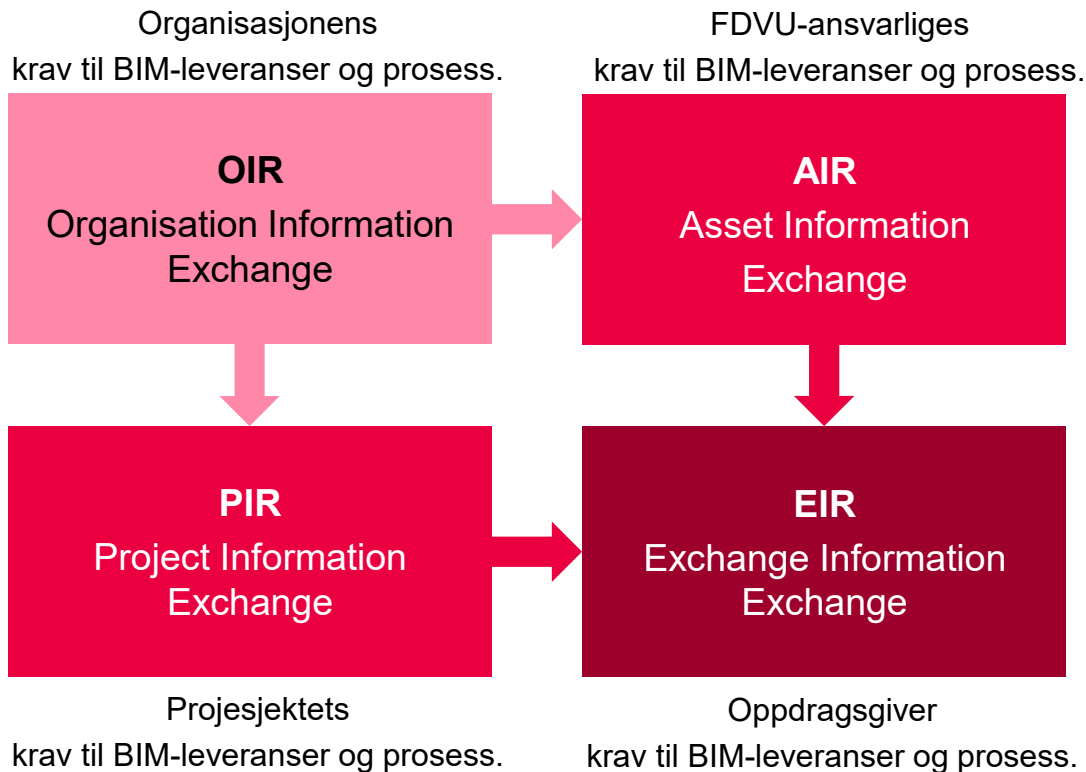 Organisasjonens
krav til BIM-leveranser og prosess.
FDVU-ansvarliges
krav til BIM-leveranser og prosess.
OIR
Organisation Information
Exchange
AIR
Asset Information
Exchange
PIR
Project Information
Exchange
EIR
Exchange Information
Exchange
Projesjektets
krav til BIM-leveranser og prosess.
Oppdragsgiver
krav til BIM-leveranser og prosess.